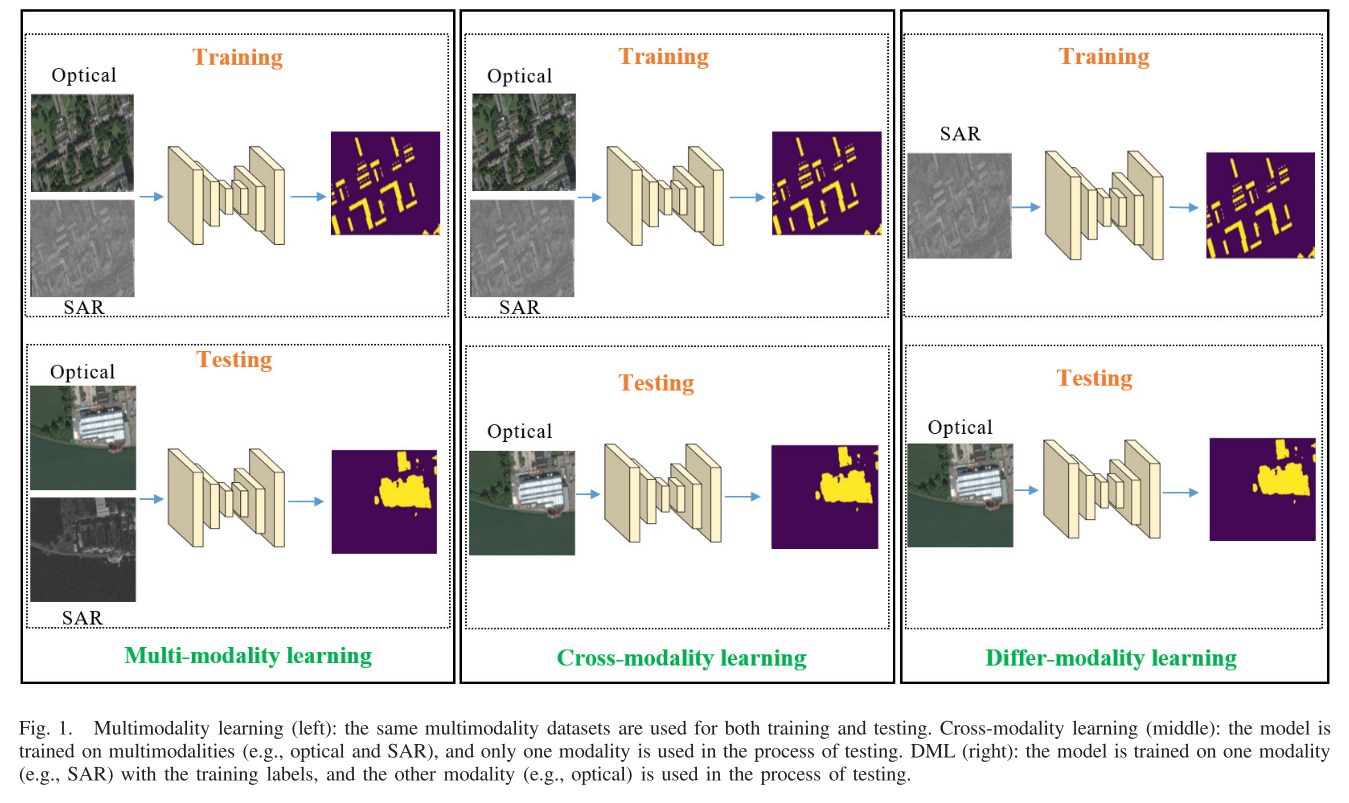 Training
Optical
SAR
Testing
Optical
SAR
Multi-modality learning
Training
Optical
SAR
Testing
Optical
Cross-modality learning
Training
SAR
Testing
Optical
Differ-modality learning
Fig. 1. Multimodality learning (left): the same multimodality datasets are used for both training and testing. Cross-modality learning (middle): the model is
trained on multimodalities (e.g., optical and SAR), and only one modality is used in the process of testing. DML (right): the model is trained on one modality
(e.g., SAR) with the training labels, and the other modality (e.g., optical) is used in the process of testing.